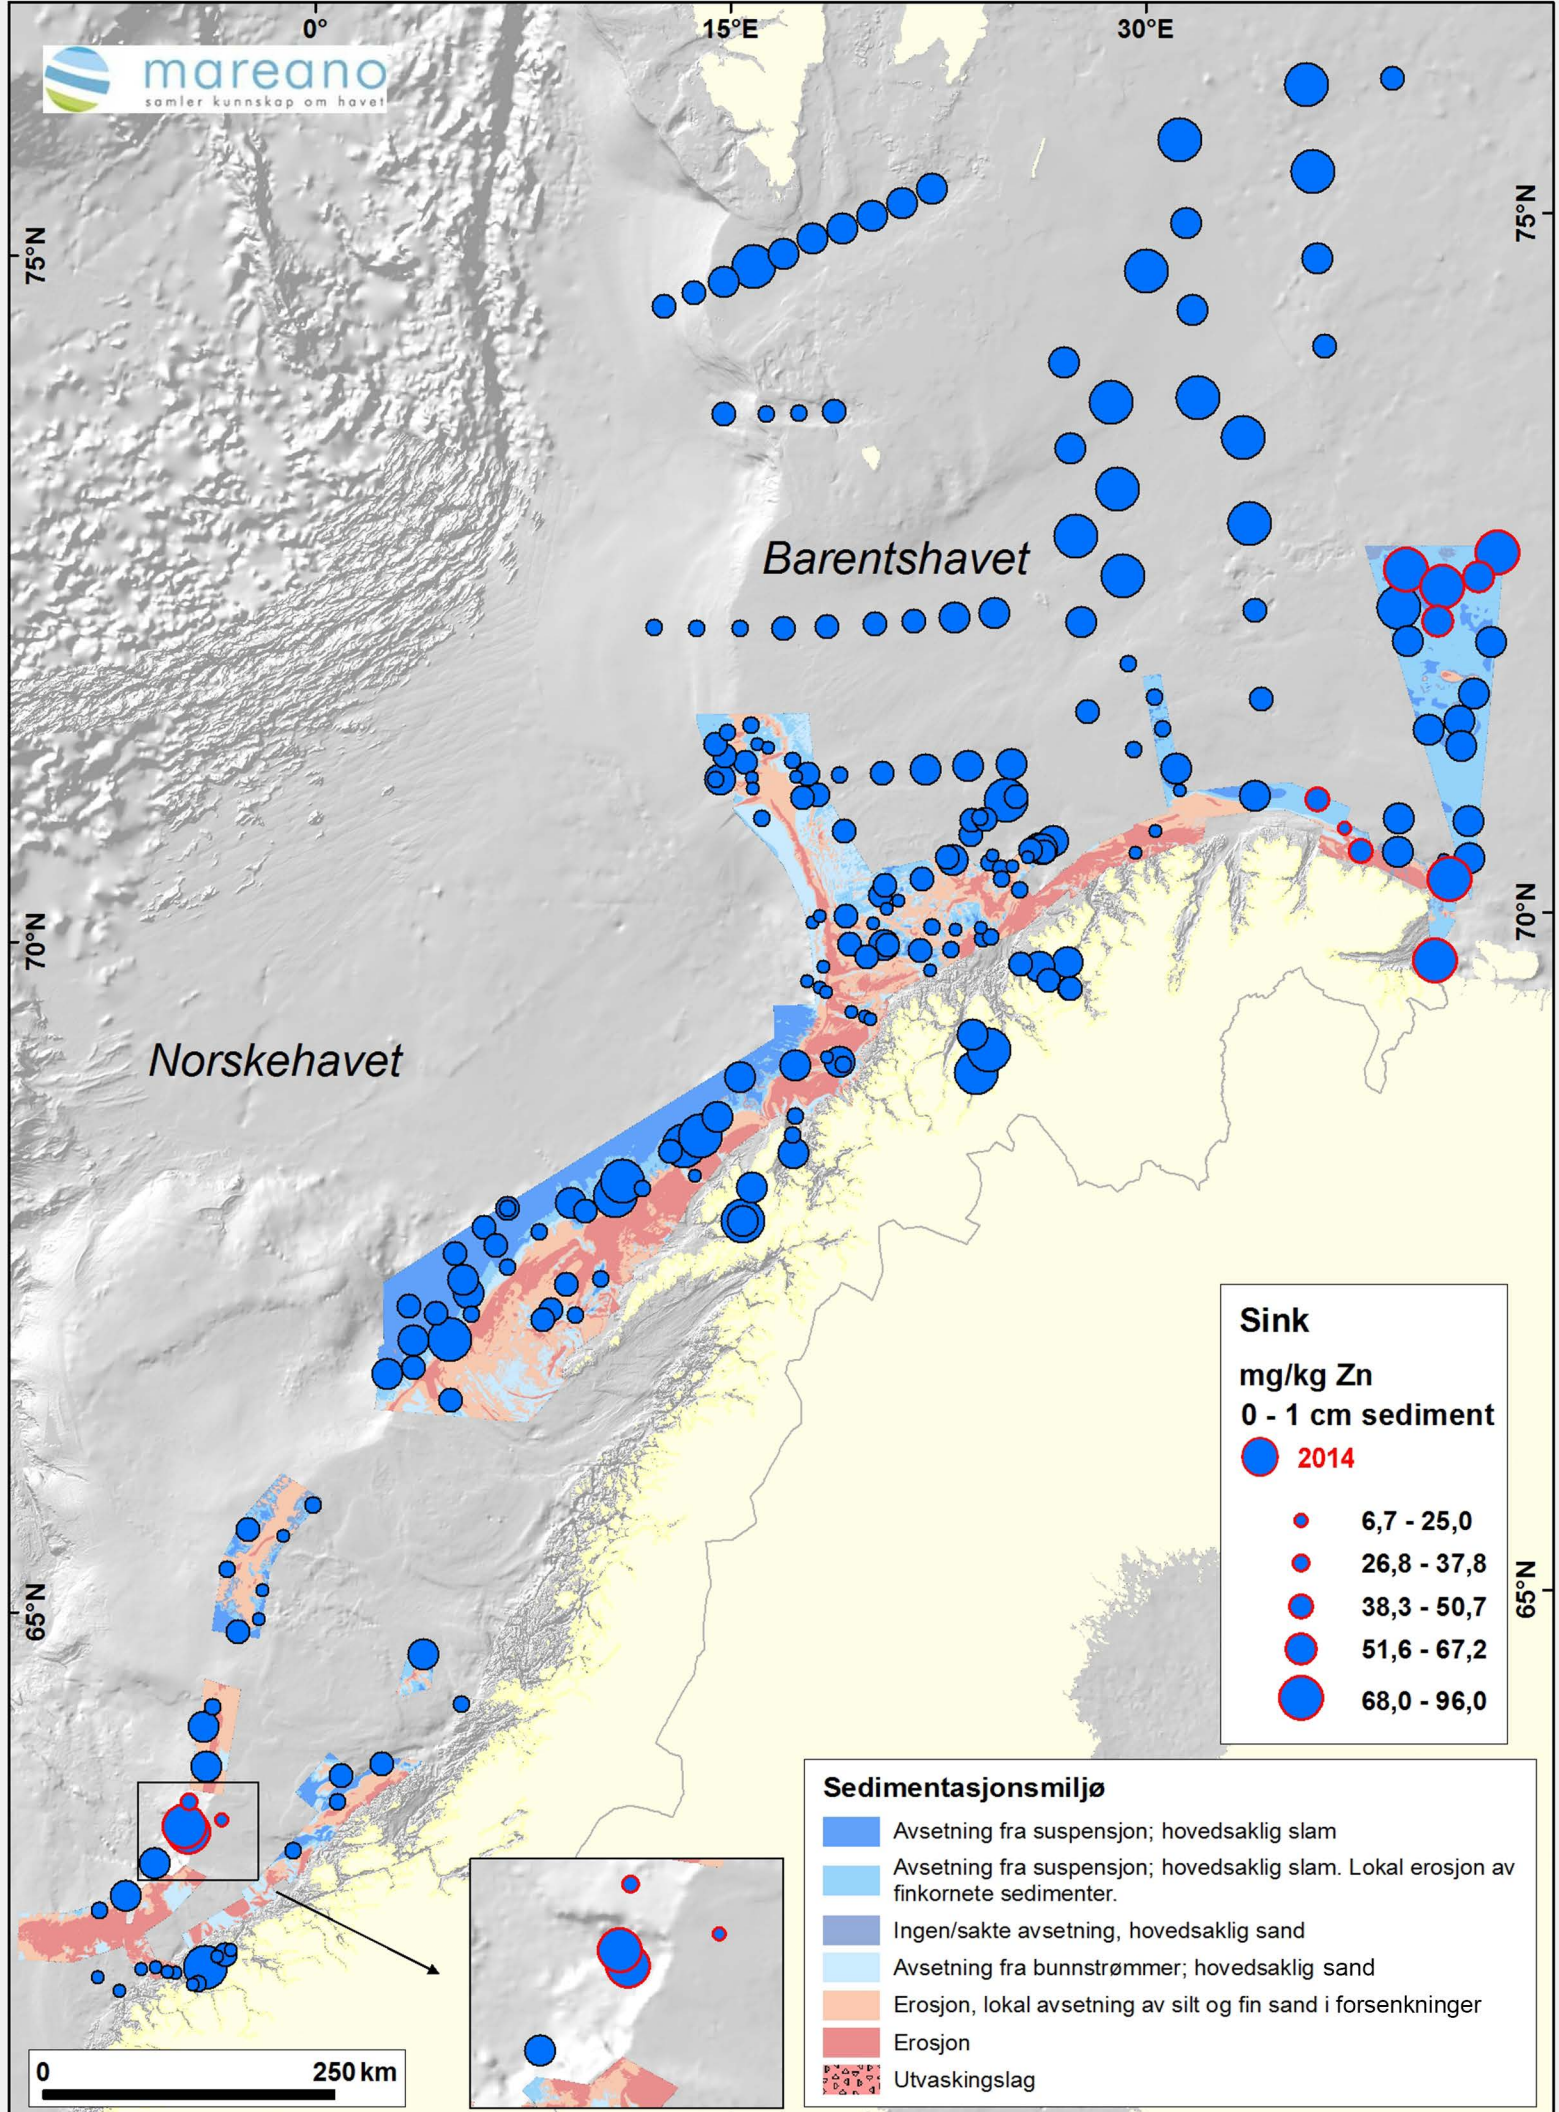 0°
15°E
30°E
mareano
samler kunnskap om havet
75°N
75°N
Barentshavet
70°N
70°N
Norskehavet
Sink
mg/kg Zn
0 - 1 cm sediment
2014
6,7 - 25,0
26,8 - 37,8
38,3 - 50,7
51,6 - 67,2
68,0 - 96,0
65°N
65°N
Sedimentasjonsmiljø
Avsetning fra suspensjon; hovedsaklig slam
Avsetning fra suspensjon; hovedsaklig slam. Lokal erosjon av
finkornete sedimenter.
Ingen/sakte avsetning, hovedsaklig sand
Avsetning fra bunnstrømmer; hovedsaklig sand
Erosjon, lokal avsetning av silt og fin sand i forsenkninger
Erosjon
Utvaskingslag
0
250 km